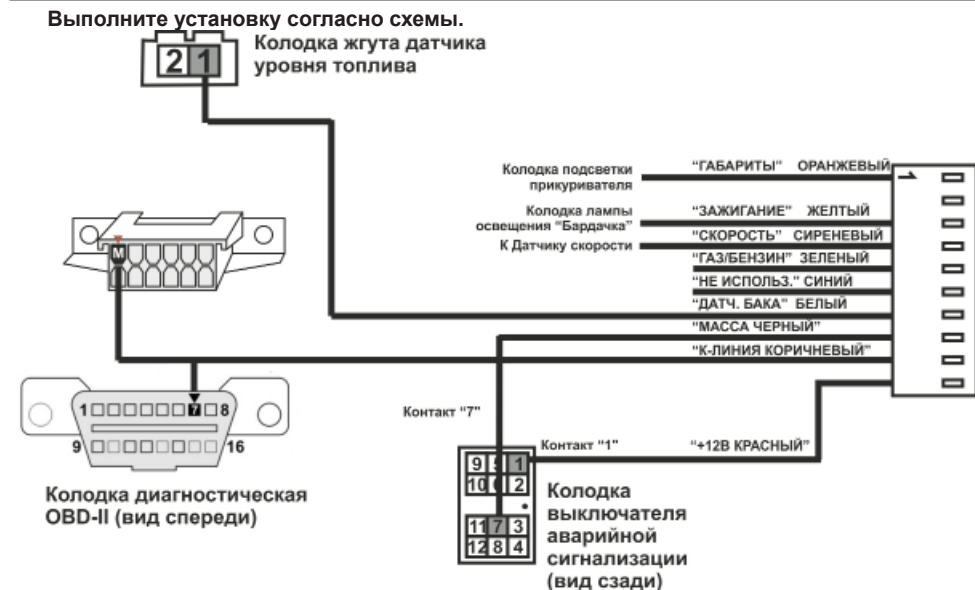 Выполните установку согласно схемы.
Колодка жгута датчика
уровня топлива
2 1
Колодка подсветки
прикуривателя
"ГАБАРИТЫ" ОРАНЖЕВЫЙ
1
Колодка лампы
освещения "Бардачка"
"ЗАЖИГАНИЕ" ЖЕЛТЫЙ
К Датчику скорости
"СКОРОСТЬ" СИРЕНЕВЫЙ
"ГАЗ/БЕНЗИН" ЗЕЛЕНЫЙ
"НЕ ИСПОЛЬЗ." СИНИЙ
"ДАТЧ. БАКА" БЕЛЫЙ
"МАССА ЧЕРНЫЙ"
"К-ЛИНИЯ КОРИЧНЕВЫЙ"
М
1 7 8
9 16
Колодка диагностическая
OBD-II (вид спереди)
Контакт "7"
Контакт "1"
"+12В КРАСНЫЙ"
9 5 1
10 6 2
11 7 3
12 8 4
Колодка
выключателя
аварийной
сигнализации
(вид сзади)